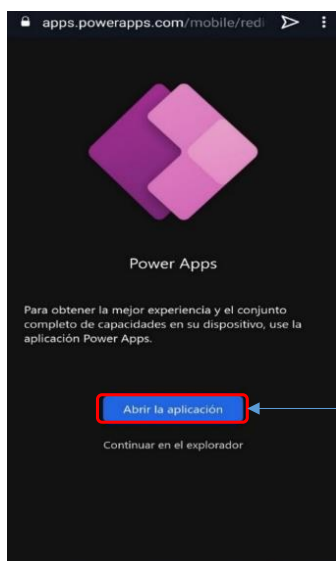 apps.powerapps.com/mobile/redi
Power Apps
Para obtener la mejor experiencia y el conjunto
completo de capacidades en su dispositivo, use la
aplicación Power Apps.
Abrir la aplicación
Continuar en el explorador